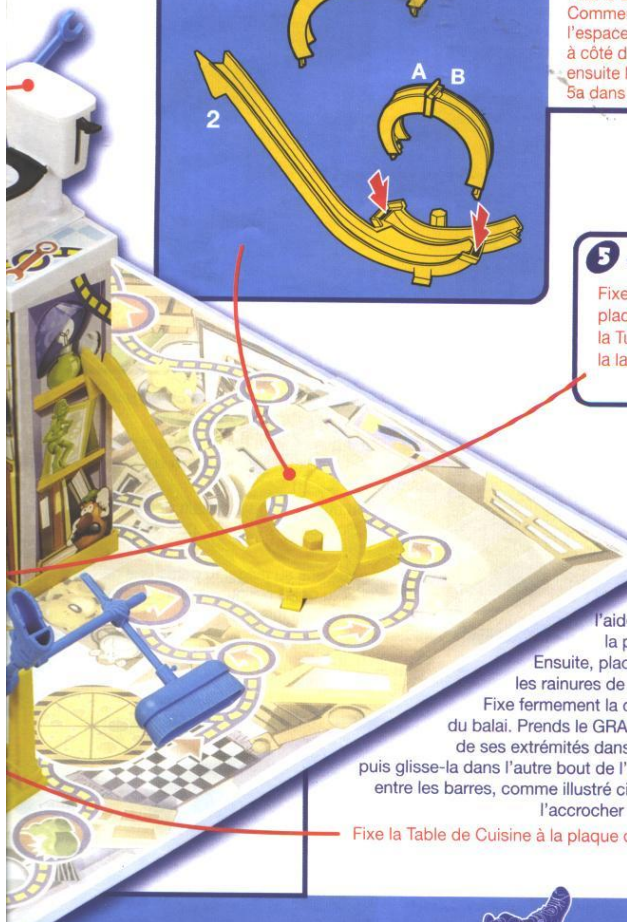 Comme
l'espace
à côté d
ensuite l
5a dans
A B
2
5
Fixe
plac
la Tu
la la
l'aid
la p
Ensuite, plac
les rainures de
Fixe fermement la c
du balai. Prends le GRA
de ses extrémités dans
puis glisse-la dans l'autre bout de l'
entre les barres, comme illustré ci
l'accrocher
Fixe la Table de Cuisine à la plaque d